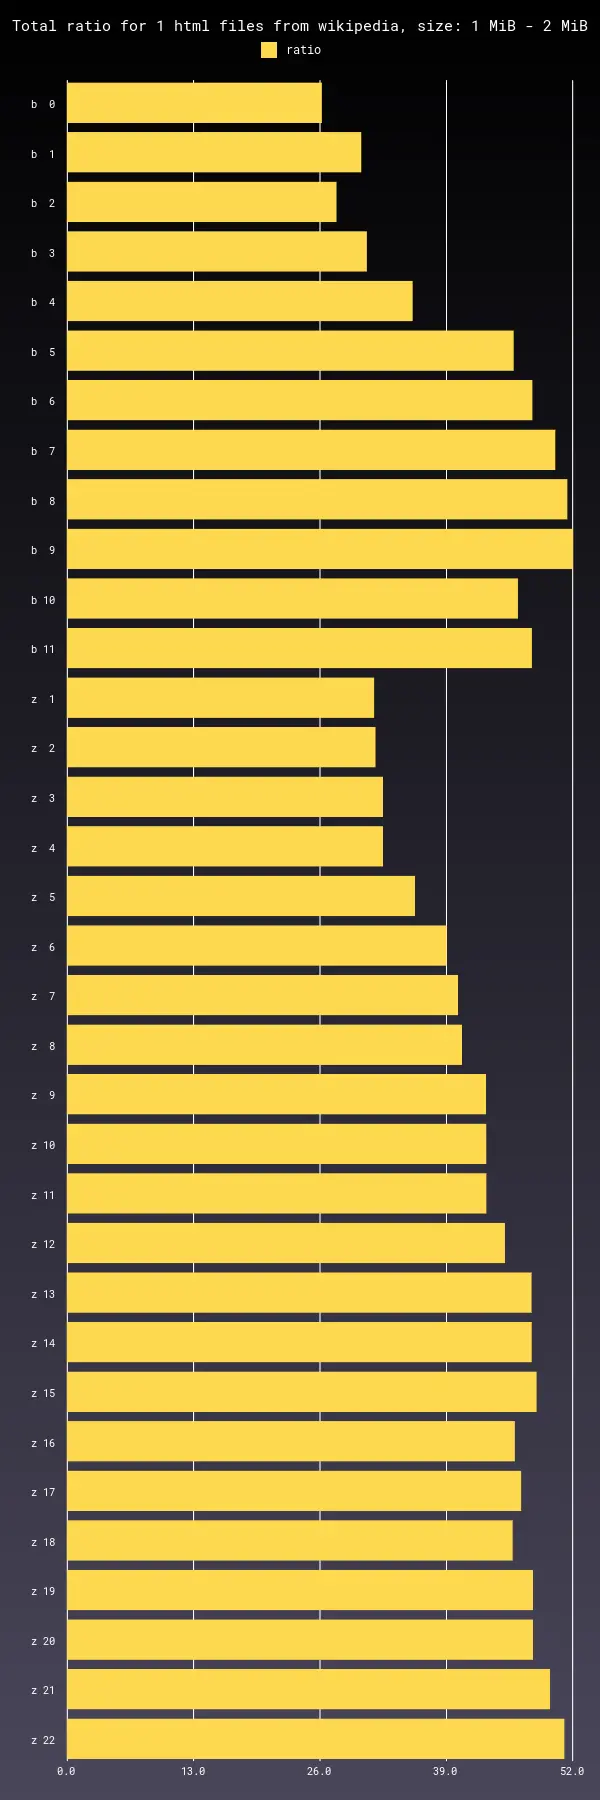 Total ratio for 1 html files from wikipedia, size: 1 MiB - 2 MiB
ratio
b 0
b 1
b 2
b 3
b 4
b 5
b 6
b 7
b 8
b 9
b 10
b 11
z 1
z 2
z 3
z 4
z 5
z 6
z 7
z 8
z 9
z 10
z 11
z 12
z 13
z 14
z 15
z 16
z 17
z 18
z 19
z 20
z 21
z 22
0.0 13.0 26.0 39.0 52.0